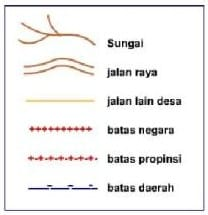 Sungai
jalan raya
jalan lain desa
batas negara
batas propinsi
batas daerah